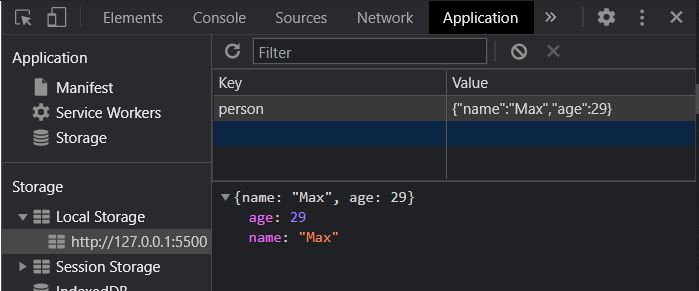 Elements Console Sources Network Application »
Application
Manifest
Service Workers
Storage
Storage
Local Storage
http://127.0.0.1:5500
Session Storage
IndexedDB
Filter
Key Value
person {"name":"Max","age":29}
{name: "Max", age: 29}
age: 29
name: "Max"